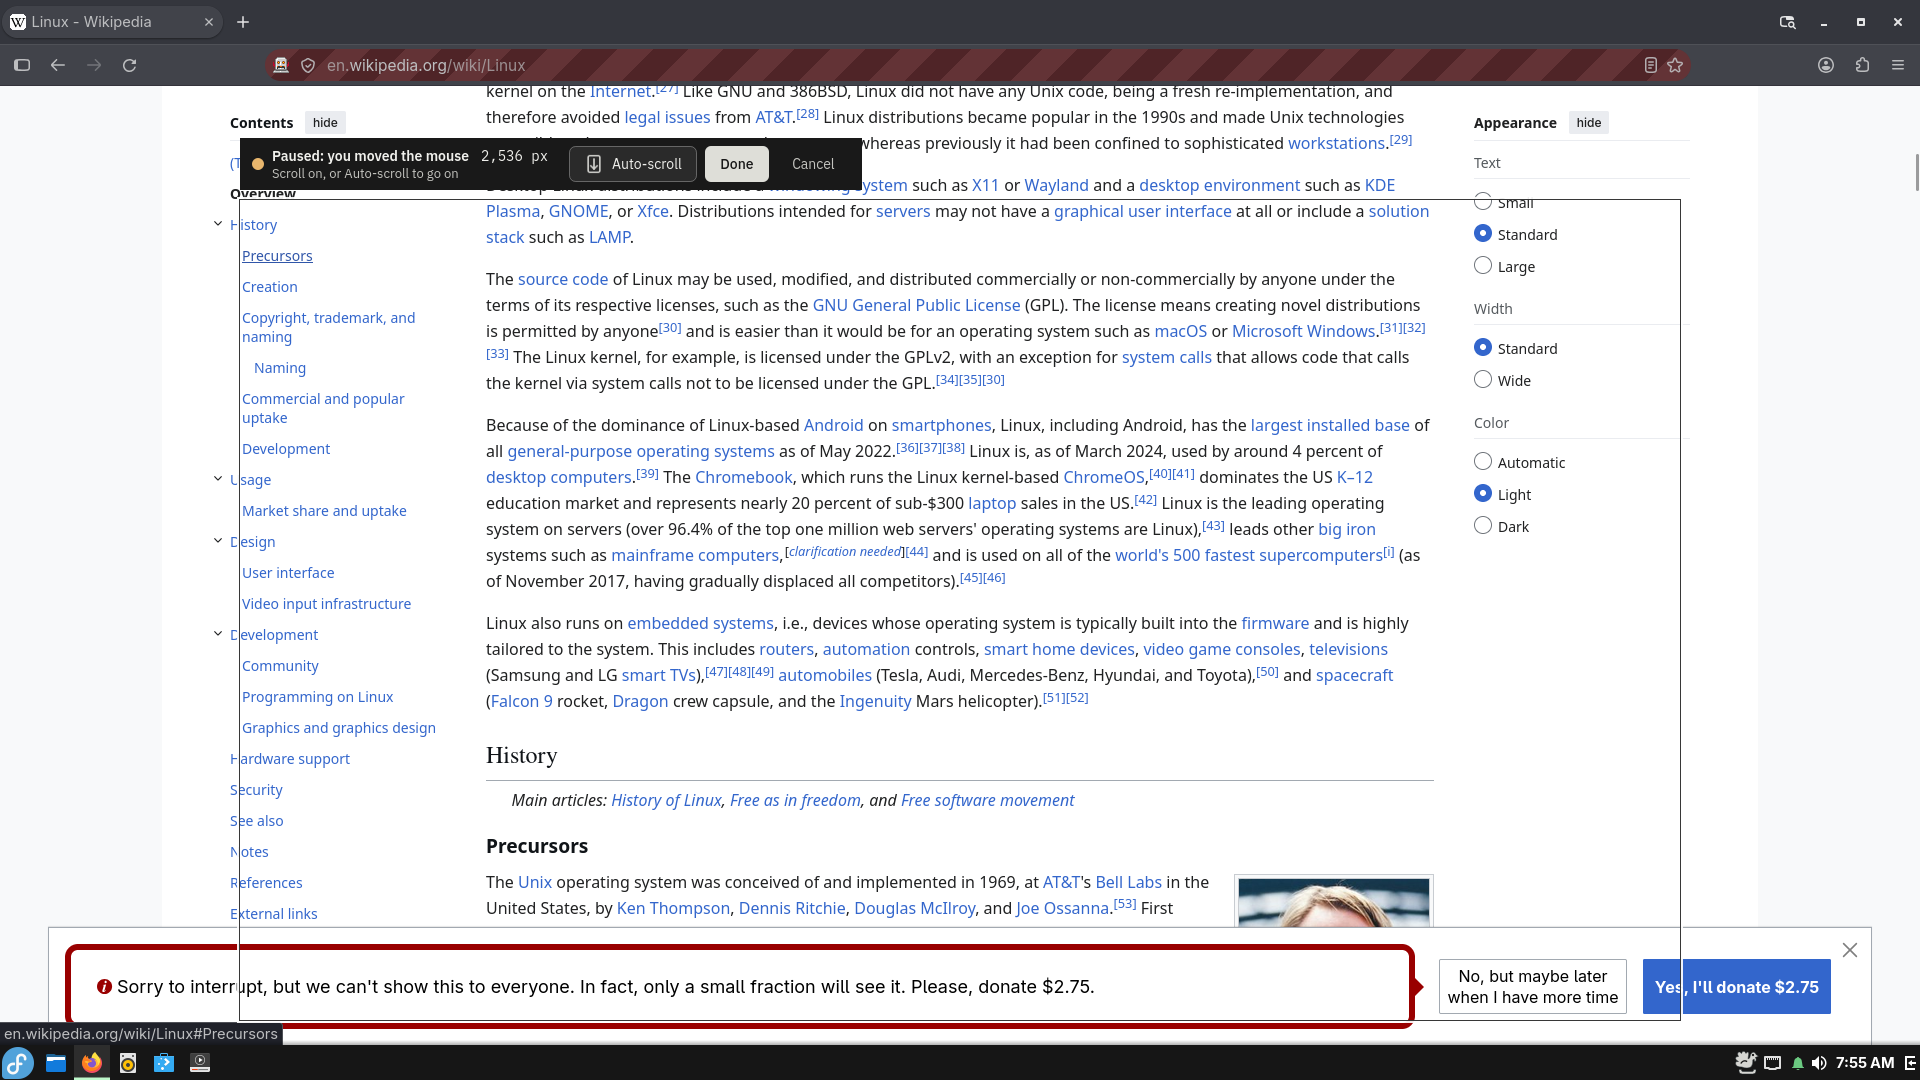 Linux - Wikipedia
en.wikipedia.org/wiki/Linux
Contents
hide
Overview
History
Precursors
Creation
Copyright, trademark, and
naming
Naming
Commercial and popular
uptake
Development
Usage
Market share and uptake
Design
User interface
Video input infrastructure
Development
Community
Programming on Linux
Graphics and graphics design
Hardware support
Security
See also
Notes
References
External links
Paused: you moved the mouse
Scroll on, or Auto-scroll to go on
2,536 px
Auto-scroll
Done
Cancel
kernel on the Internet.[27] Like GNU and 386BSD, Linux did not have any Unix code, being a fresh re-implementation, and
therefore avoided legal issues from AT&T.[28] Linux distributions became popular in the 1990s and made Unix technologies
whereas previously it had been confined to sophisticated workstations.[29]
Desktop Linux distributions include a windowing system such as X11 or Wayland and a desktop environment such as KDE
Plasma, GNOME, or Xfce. Distributions intended for servers may not have a graphical user interface at all or include a solution
stack such as LAMP.
The source code of Linux may be used, modified, and distributed commercially or non-commercially by anyone under the
terms of its respective licenses, such as the GNU General Public License (GPL). The license means creating novel distributions
is permitted by anyone[30] and is easier than it would be for an operating system such as macOS or Microsoft Windows.[31][32]
[33] The Linux kernel, for example, is licensed under the GPLv2, with an exception for system calls that allows code that calls
the kernel via system calls not to be licensed under the GPL.[34][35][30]
Because of the dominance of Linux-based Android on smartphones, Linux, including Android, has the largest installed base of
all general-purpose operating systems as of May 2022.[36][37][38] Linux is, as of March 2024, used by around 4 percent of
desktop computers.[39] The Chromebook, which runs the Linux kernel-based ChromeOS,[40][41] dominates the US K–12
education market and represents nearly 20 percent of sub-$300 laptop sales in the US.[42] Linux is the leading operating
system on servers (over 96.4% of the top one million web servers' operating systems are Linux),[43] leads other big iron
systems such as mainframe computers,[clarification needed][44] and is used on all of the world's 500 fastest supercomputers[i] (as
of November 2017, having gradually displaced all competitors).[45][46]
Linux also runs on embedded systems, i.e., devices whose operating system is typically built into the firmware and is highly
tailored to the system. This includes routers, automation controls, smart home devices, video game consoles, televisions
(Samsung and LG smart TVs),[47][48][49] automobiles (Tesla, Audi, Mercedes-Benz, Hyundai, and Toyota),[50] and spacecraft
(Falcon 9 rocket, Dragon crew capsule, and the Ingenuity Mars helicopter).[51][52]
History
Main articles: History of Linux, Free as in freedom, and Free software movement
Precursors
The Unix operating system was conceived of and implemented in 1969, at AT&T's Bell Labs in the
United States, by Ken Thompson, Dennis Ritchie, Douglas McIlroy, and Joe Ossanna.[53] First
Appearance
hide
Text
Small
Standard
Large
Width
Standard
Wide
Color
Automatic
Light
Dark
Sorry to interrupt, but we can't show this to everyone. In fact, only a small fraction will see it. Please, donate $2.75.
No, but maybe later
when I have more time
Yes, I'll donate $2.75
en.wikipedia.org/wiki/Linux#Precursors
7:55 AM